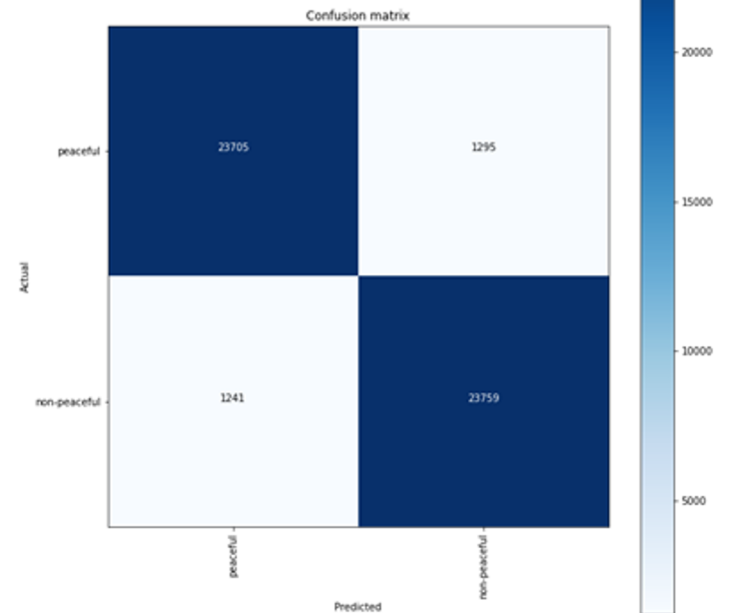 Confusion matrix
20000
peaceful
23705
1295
15000
Actual
10000
non-peaceful
1241
23759
5000
peaceful
non-peaceful
Predicted